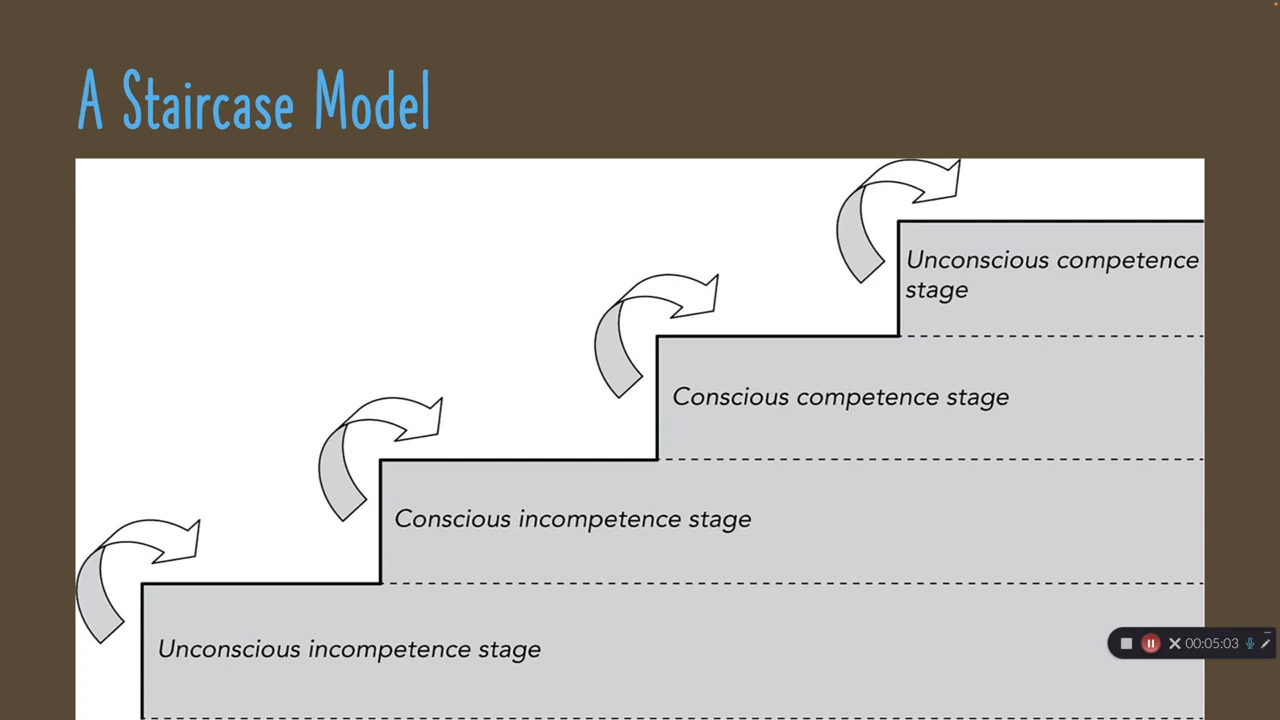 A Staircase Model
Unconscious competence
stage
Conscious competence stage
Conscious incompetence stage
Unconscious incompetence stage
00:05:03